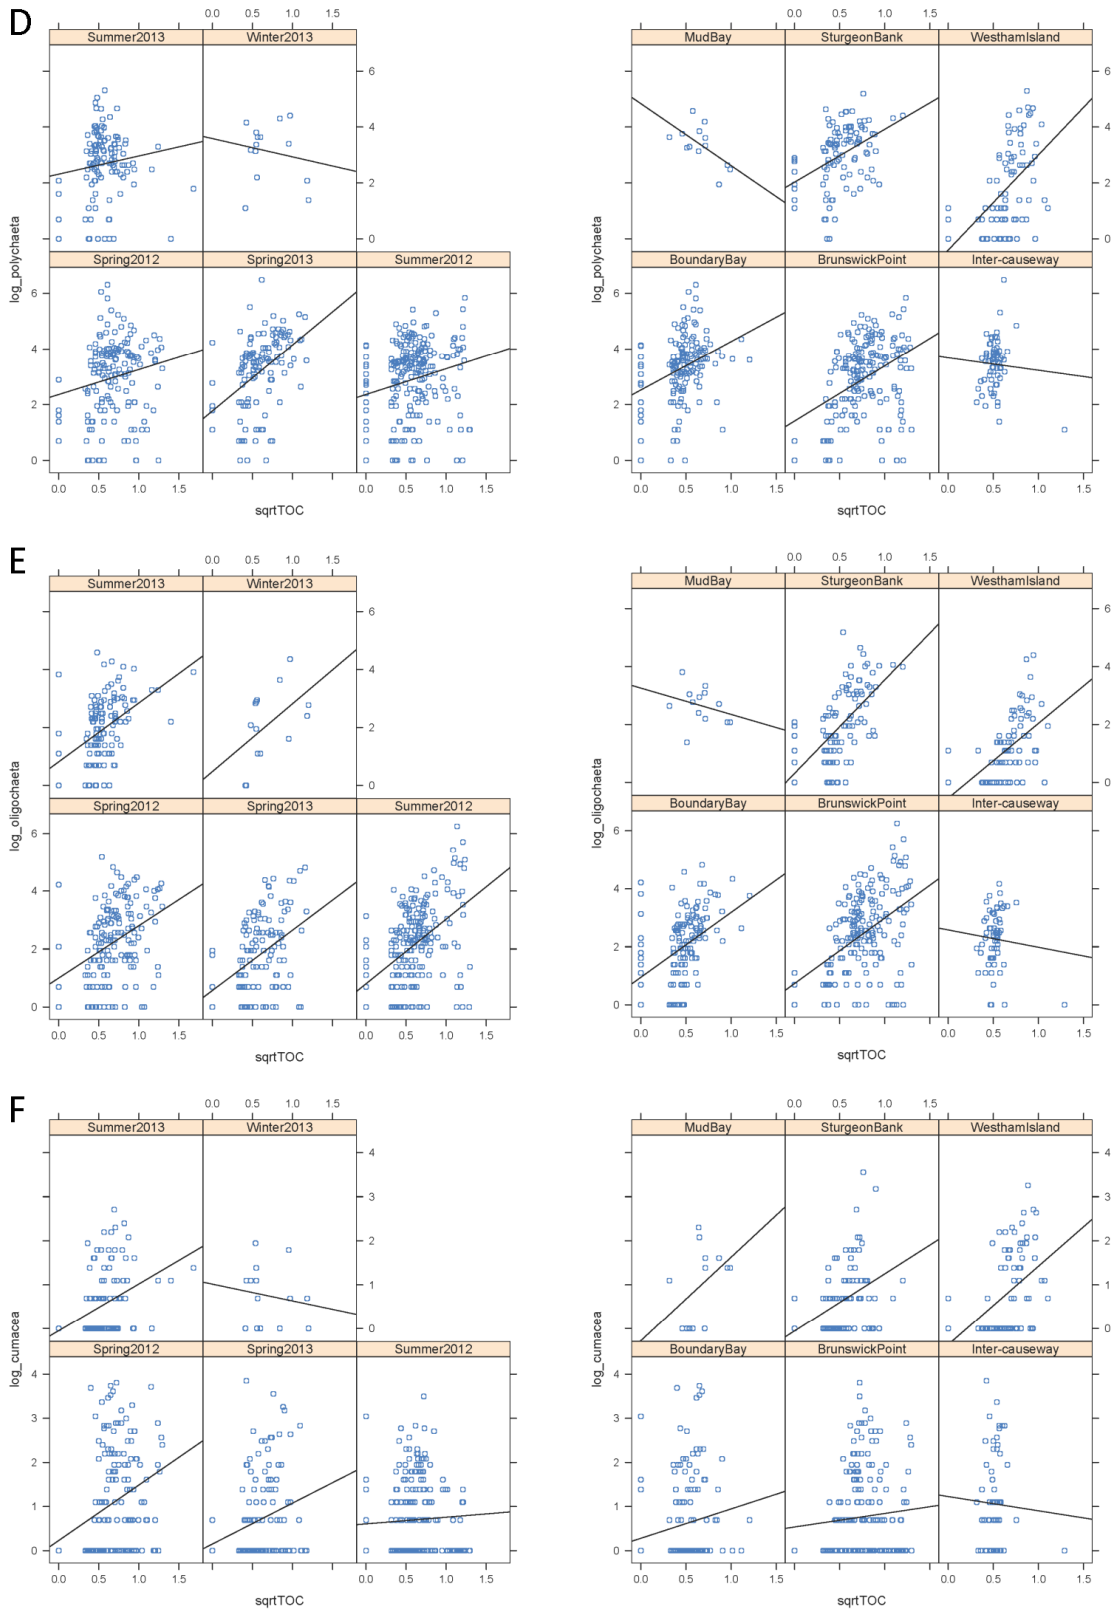 D
0.0 0.5 1.0 1.5
Summer2013 Winter2013
6
4
2
0
Spring2012 Spring2013 Summer2012
6
4
2
0
0.0 0.5 1.0 1.5 0.0 0.5 1.0 1.5
log_polychaeta
sqrtTOC
0.0 0.5 1.0 1.5
MudBay SturgeonBank WesthamIsland
6
4
2
0
BoundaryBay BrunswickPoint Inter-causeway
6
4
2
0
0.0 0.5 1.0 1.5 0.0 0.5 1.0 1.5
log_polychaeta
sqrtTOC
E
0.0 0.5 1.0 1.5
Summer2013 Winter2013
6
4
2
0
Spring2012 Spring2013 Summer2012
6
4
2
0
0.0 0.5 1.0 1.5 0.0 0.5 1.0 1.5
log_oligochaeta
sqrtTOC
0.0 0.5 1.0 1.5
MudBay SturgeonBank WesthamIsland
6
4
2
0
BoundaryBay BrunswickPoint Inter-causeway
6
4
2
0
0.0 0.5 1.0 1.5 0.0 0.5 1.0 1.5
log_oligochaeta
sqrtTOC
F
0.0 0.5 1.0 1.5
Summer2013 Winter2013
4
3
2
1
0
Spring2012 Spring2013 Summer2012
4
3
2
1
0
0.0 0.5 1.0 1.5 0.0 0.5 1.0 1.5
log_cumacea
sqrtTOC
0.0 0.5 1.0 1.5
MudBay SturgeonBank WesthamIsland
4
3
2
1
0
BoundaryBay BrunswickPoint Inter-causeway
4
3
2
1
0
0.0 0.5 1.0 1.5 0.0 0.5 1.0 1.5
log_cumacea
sqrtTOC